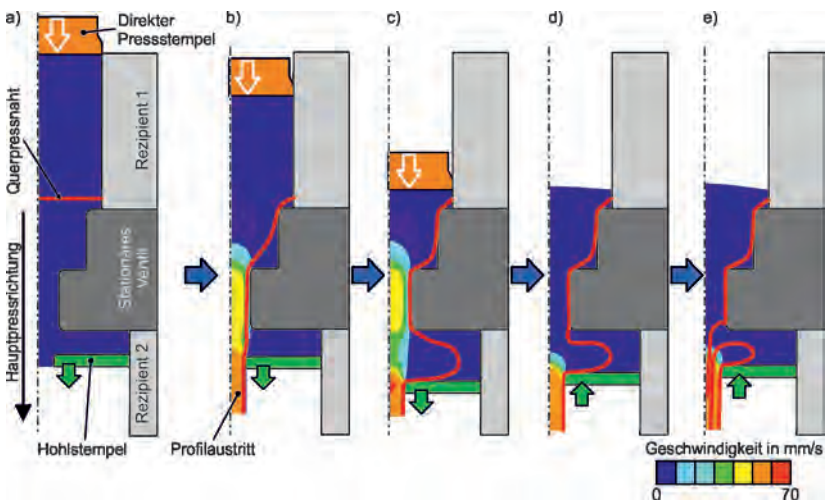 a)
Direkter
Pressstempel
b)
c)
d)
e)
Querpressnaht
Rezipient 1
Hauptpressrichtung
Stationäres
Ventil
Rezipient 2
Hohlstempel
Profilaustritt
Geschwindigkeit in mm/s
0
70